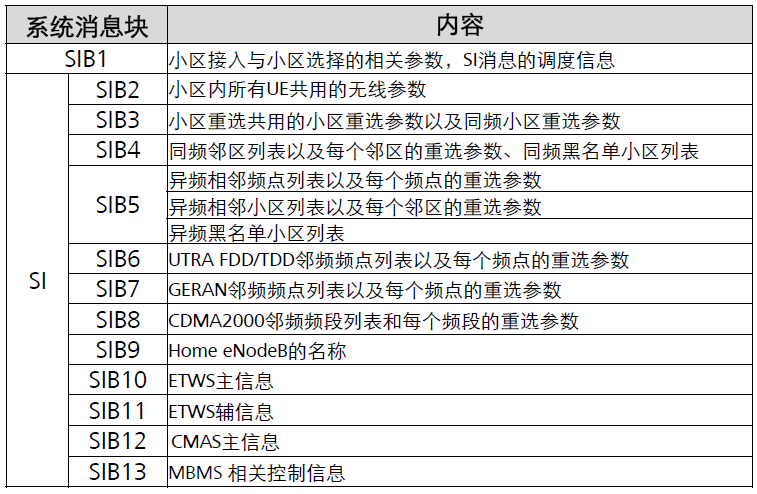 系统消息块 内容
SIB1 小区接入与小区选择的相关参数，SI消息的调度信息
SIB2 小区内所有UE共用的无线参数
SIB3 小区重选共用的小区重选参数以及同频小区重选参数
SIB4 同频邻区列表以及每个邻区的重选参数、同频黑名单小区列表
异频相邻频点列表以及每个频点的重选参数
SIB5 异频相邻小区列表以及每个邻区的重选参数
异频黑名单小区列表
SIB6 UTRA FDD/TDD邻频频点列表以及每个频点的重选参数
SI SIB7 GERAN邻频频点列表以及每个频点的重选参数
SIB8 CDMA2000邻频频段列表和每个频段的重选参数
SIB9 Home eNodeB的名称
SIB10 ETWS主信息
SIB11 ETWS辅信息
SIB12 CMAS主信息
SIB13 MBMS 相关控制信息